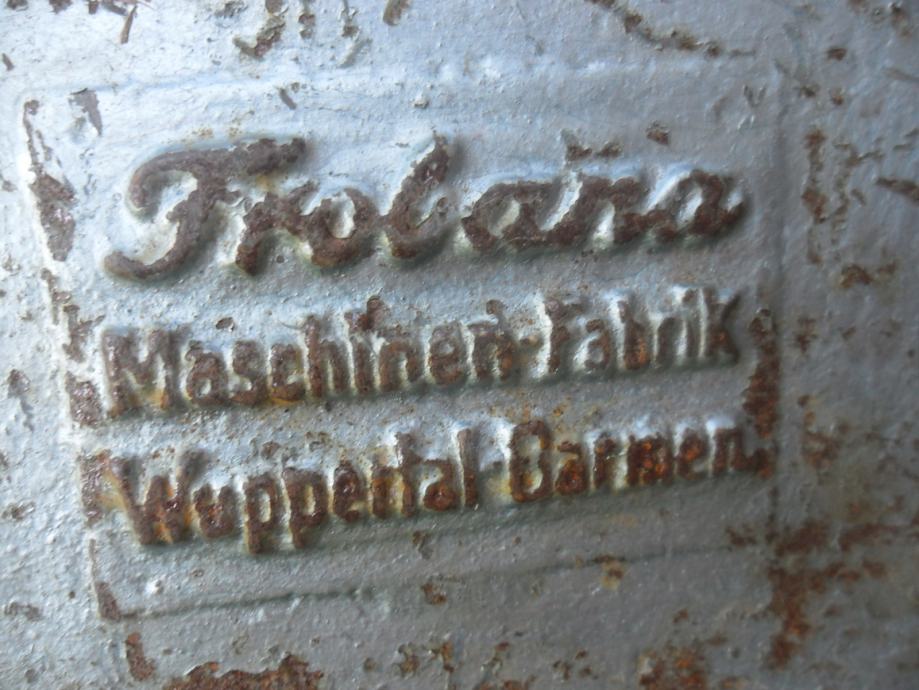 Frolana
Maschinen-Fabrik
Wuppertal-Barmen